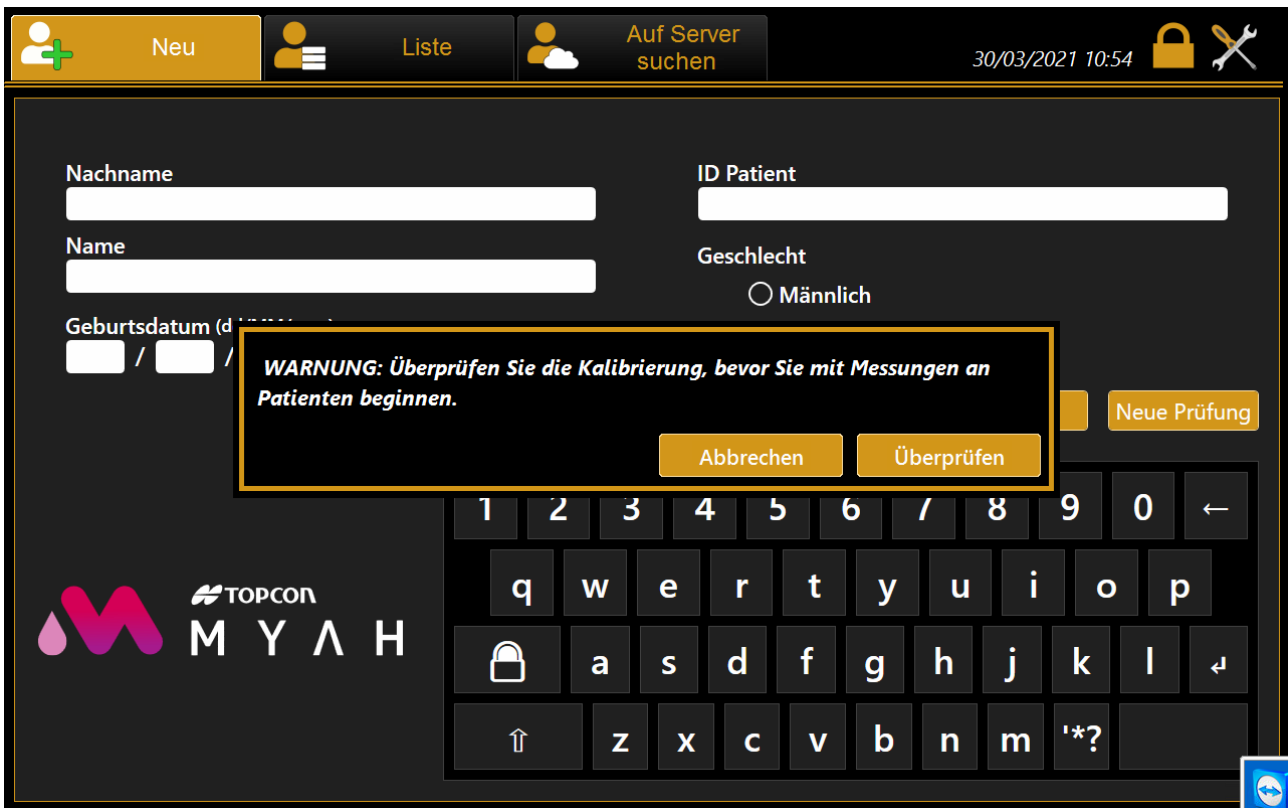 Neu
Liste
Auf Server
suchen
30/03/2021 10:54
Nachname
ID Patient
Name
Geschlecht
Männlich
Geburtsdatum
/ /
WARNUNG: Überprüfen Sie die Kalibrierung, bevor Sie mit Messungen an
Patienten beginnen.
Neue Prüfung
Abbrechen Überprüfen
1 2 3 4 5 6 7 8 9 0 ←
q w e r t y u i o p
TOPCON
MYAH
a s d f g h j k l ↲
⇧ z x c v b n m '*?